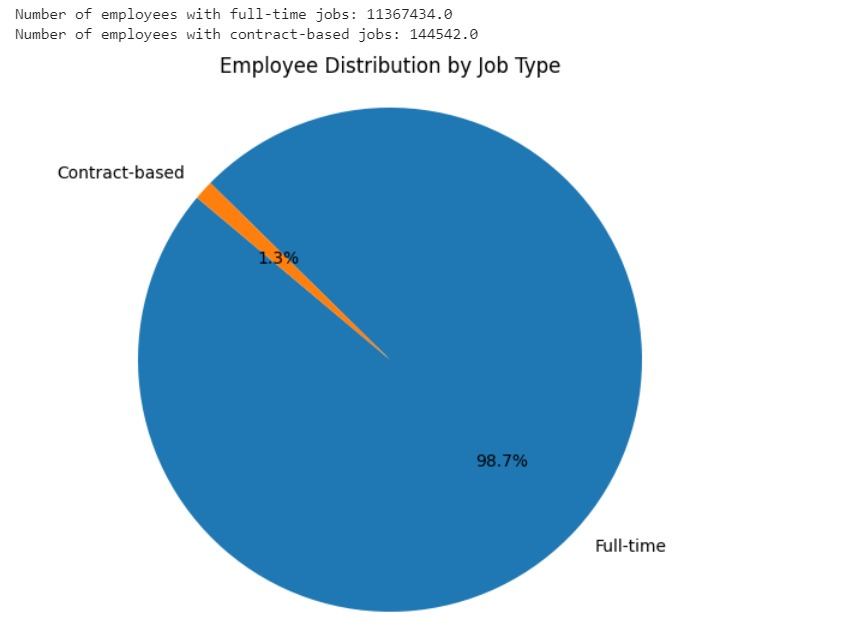 Number of employees with full-time jobs: 11367434.0
Number of employees with contract-based jobs: 144542.0
Employee Distribution by Job Type
Contract-based
1.3%
98.7%
Full-time